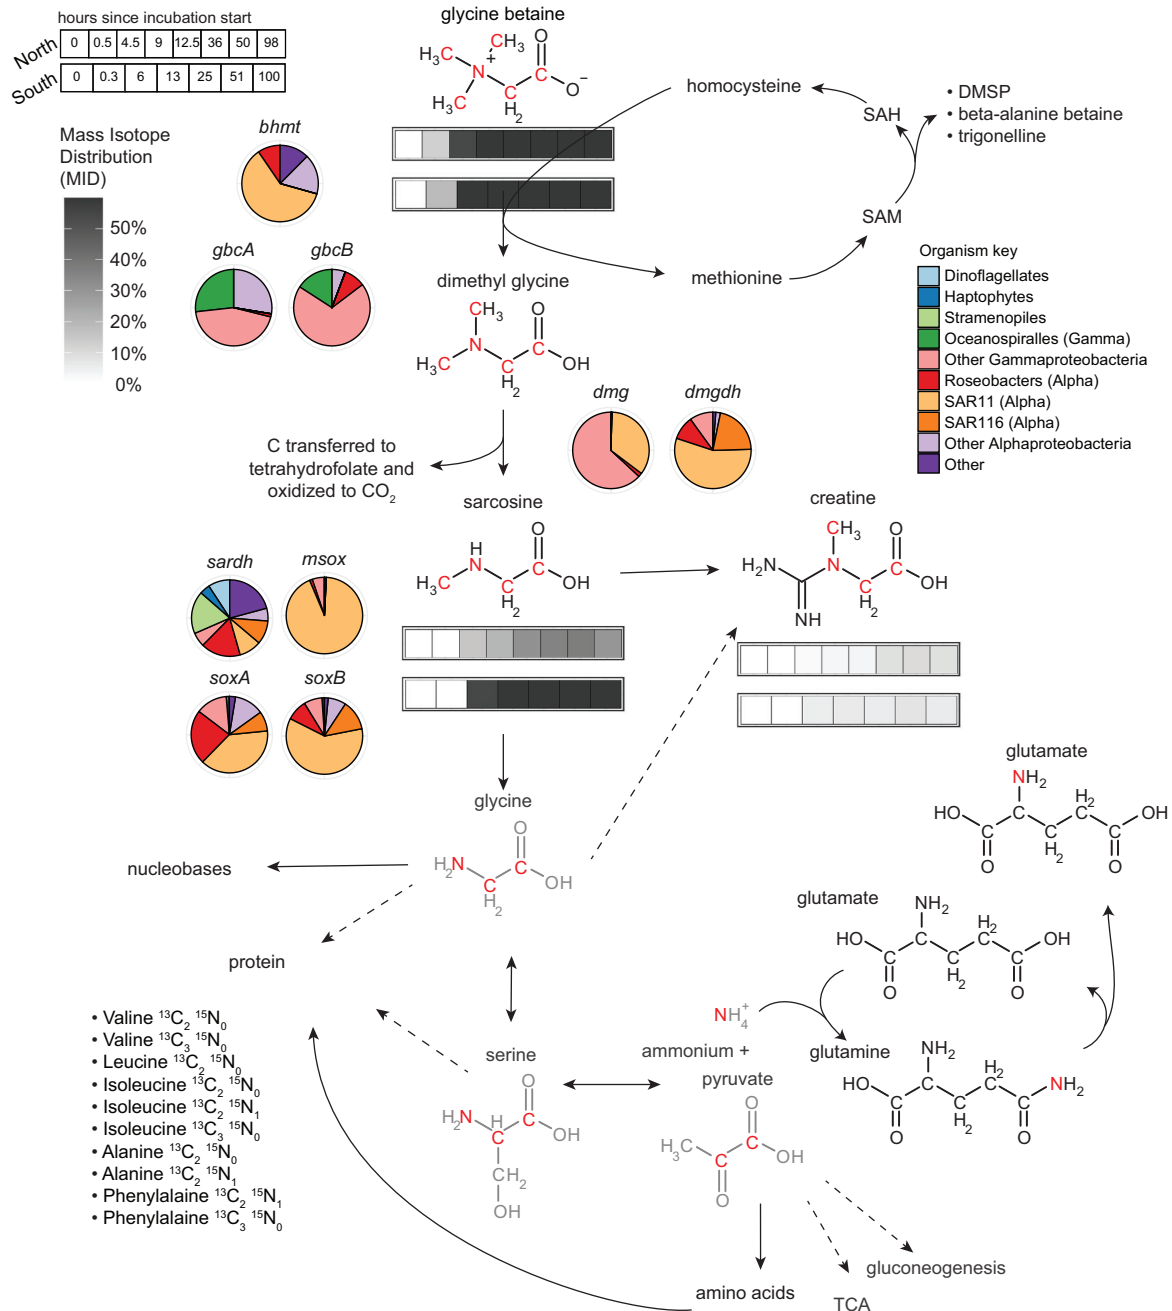 hours since incubation start
North 0 0.5 4.5 9 12.5 36 50 98
South 0 0.3 6 13 25 51 100
Mass Isotope
Distribution
(MID)
50%
40%
30%
20%
10%
0%
bhmt
gbcA
gbcB
glycine betaine
H3C
CH3
O
N
+
C
C
O−
H3C
H2
homocysteine
SAH
• DMSP
• beta-alanine betaine
• trigonelline
SAM
methionine
dimethyl glycine
CH3
O
N
C
H3C
C
OH
H2
Organism key
Dinoflagellates
Haptophytes
Stramenopiles
Oceanospiralles (Gamma)
Other Gammaproteobacteria
Roseobacters (Alpha)
SAR11 (Alpha)
SAR116 (Alpha)
Other Alphaproteobacteria
Other
dmg
dmgdh
C transferred to
tetrahydrofolate and
oxidized to CO2
sarcosine
H
O
N
C
H3C
C
OH
H2
creatine
CH3
O
H2N
N
C
C
OH
H2
NH
sardh
msox
soxA
soxB
glycine
O
H2N
C
C
OH
H2
nucleobases
protein
• Valine 13C2 15N0
• Valine 13C3 15N0
• Leucine 13C2 15N0
• Isoleucine 13C2 15N0
• Isoleucine 13C2 15N1
• Isoleucine 13C3 15N0
• Alanine 13C2 15N0
• Alanine 13C2 15N1
• Phenylalaine 13C2 15N1
• Phenylalaine 13C3 15N0
serine
O
H2N
H
C
C
OH
CH2
OH
NH4+
ammonium +
pyruvate
O
H3C
C
C
OH
O
glutamate
NH2
H2
HO
C
C
C
C
OH
O
C
H2
O
glutamate
NH2
H2
HO
C
C
C
C
OH
O
C
H2
O
glutamine
NH2
H2
HO
C
C
C
C
NH2
O
C
H2
O
amino acids
TCA
gluconeogenesis